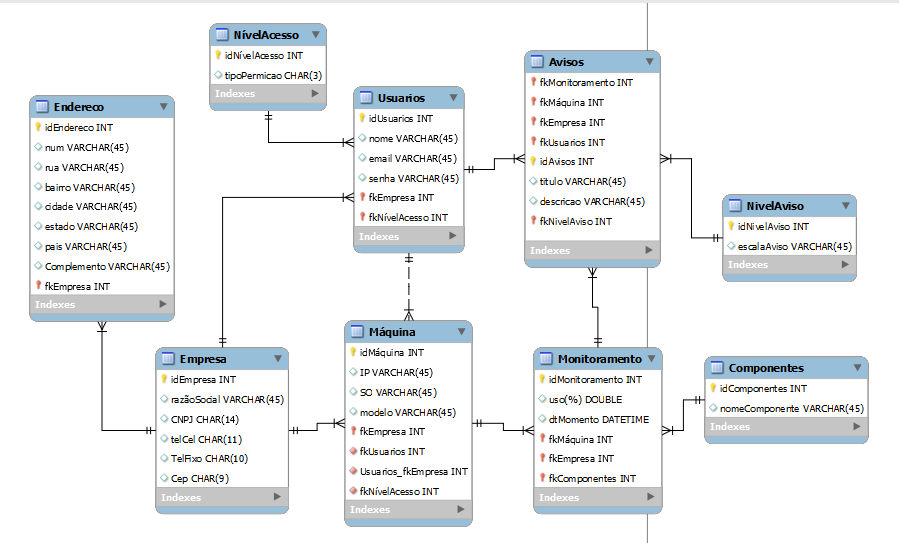 NívelAcesso
idNívelAcesso INT
tipoPermicao CHAR(3)
Indexes
Endereco
idEndereco INT
num VARCHAR(45)
rua VARCHAR(45)
bairro VARCHAR(45)
cidade VARCHAR(45)
estado VARCHAR(45)
pais VARCHAR(45)
Complemento VARCHAR(45)
fkEmpresa INT
Indexes
Usuarios
idUsuarios INT
nome VARCHAR(45)
email VARCHAR(45)
senha VARCHAR(45)
fkEmpresa INT
fkNívelAcesso INT
Indexes
Avisos
fkMonitoramento INT
fkMáquina INT
fkEmpresa INT
fkUsuarios INT
idAvisos INT
titulo VARCHAR(45)
descricao VARCHAR(45)
fkNivelAviso INT
Indexes
NivelAviso
idNivelAviso INT
escalaAviso VARCHAR(45)
Indexes
Empresa
idEmpresa INT
razãoSocial VARCHAR(45)
CNPJ CHAR(14)
telCel CHAR(11)
TelFixo CHAR(10)
Cep CHAR(9)
Indexes
Máquina
idMáquina INT
IP VARCHAR(45)
SO VARCHAR(45)
modelo VARCHAR(45)
fkEmpresa INT
fkUsuarios INT
Usuarios_fkEmpresa INT
fkNívelAcesso INT
Indexes
Monitoramento
idMonitoramento INT
uso(%) DOUBLE
dtMomento DATETIME
fkMáquina INT
fkEmpresa INT
fkComponentes INT
Indexes
Componentes
idComponentes INT
nomeComponente VARCHAR(45)
Indexes